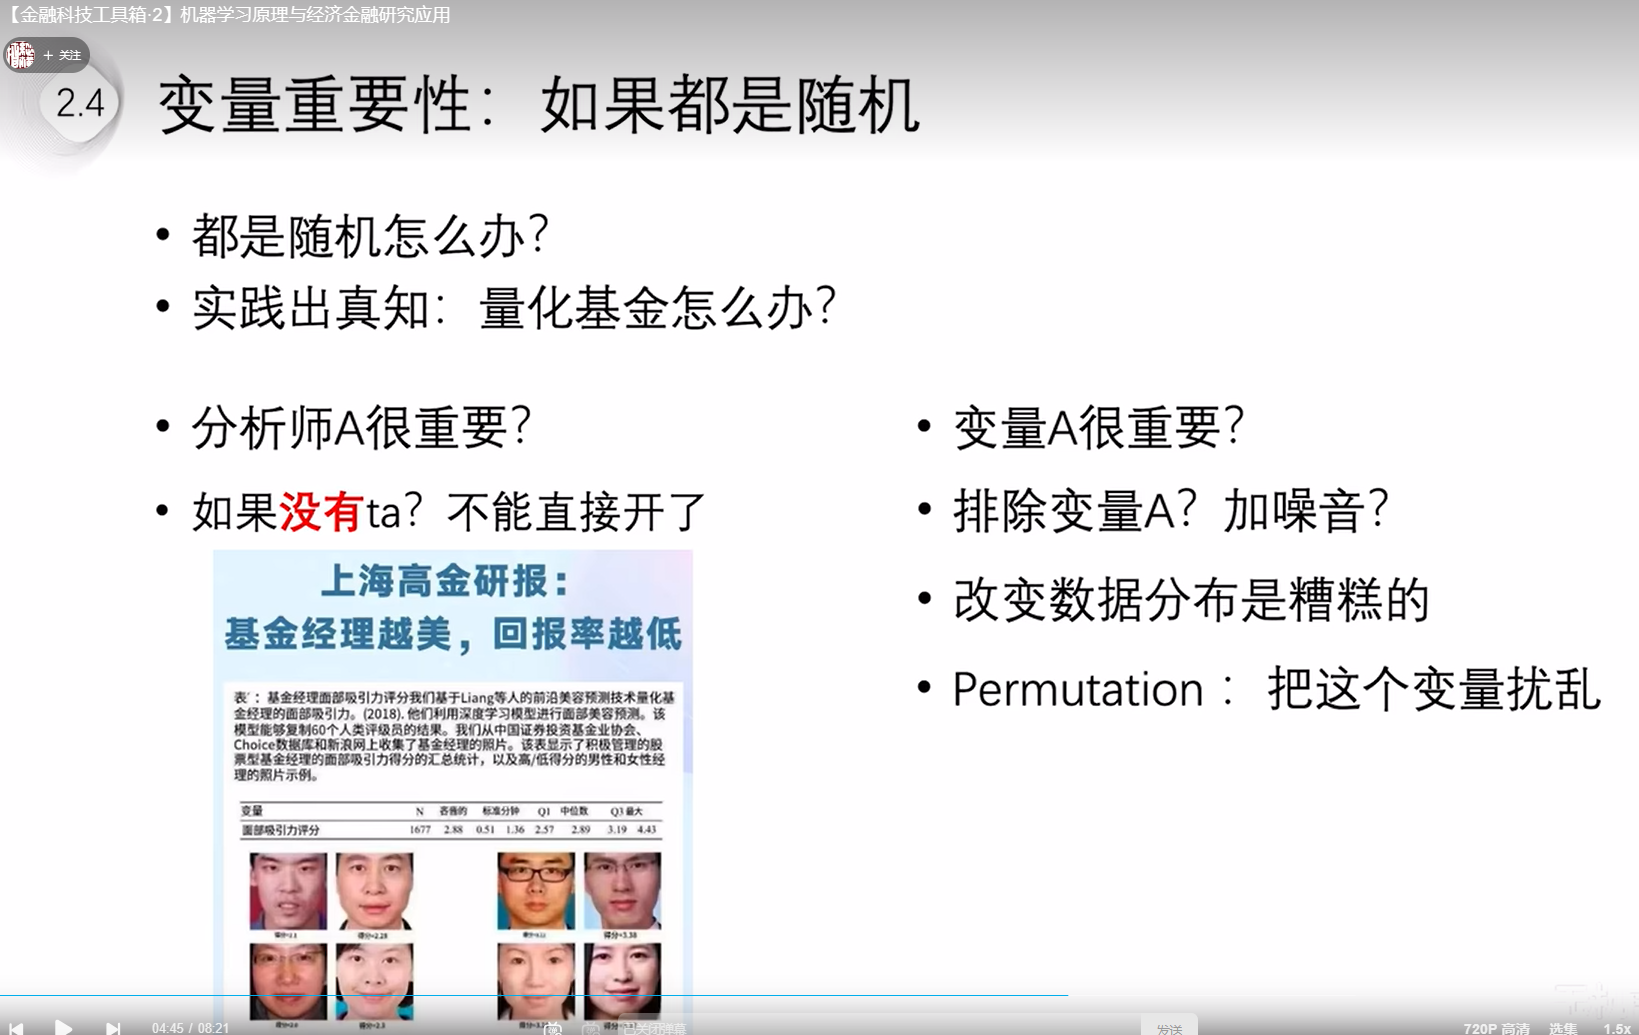 【金融科技工具箱·2】机器学习原理与经济金融研究应用
+ 关注
2.4
变量重要性：如果都是随机
• 都是随机怎么办？
• 实践出真知：量化基金怎么办？
• 分析师A很重要？
• 如果没有ta？不能直接开了
上海高金研报：
基金经理越美，回报率越低
表：基金经理面部吸引力评分我们基于Liang等人的前沿美容预测技术量化基
金经理的面部吸引力。(2018). 他们利用深度学习模型进行面部美容预测。该
模型能够复制60个人类评级员的结果。我们从中国证券投资基金业协会、
Choice数据库和新浪网上收集了基金经理的照片。该表显示了积极管理的股
票型基金经理的面部吸引力得分的汇总统计，以及高/低得分的男性和女性经
理的照片示例。
变量 N 吝啬的 标准分钟 Q1 中位数 Q3 最大
面部吸引力评分 1677 2.88 0.51 1.36 2.57 2.89 3.19 4.43
得分=2.25
得分=3.38
得分=2.3
• 变量A很重要？
• 排除变量A？加噪音？
• 改变数据分布是糟糕的
• Permutation：把这个变量扰乱
04:45 / 08:21
已关闭弹幕
发送
720P 高清
选集
1.5x